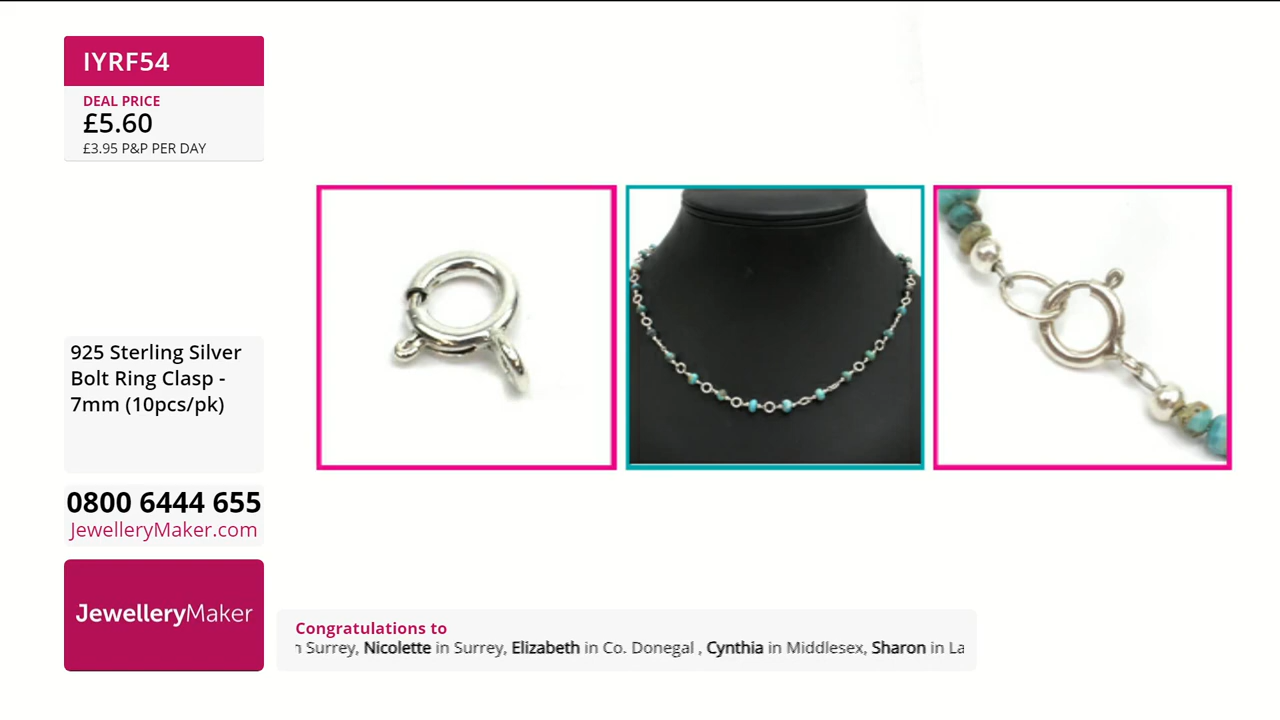 IYRF54
DEAL PRICE
£5.60
£3.95 P&P PER DAY
925 Sterling Silver
Bolt Ring Clasp -
7mm (10pcs/pk)
0800 6444 655
JewelleryMaker.com
JewelleryMaker
Congratulations to
in Surrey, Nicolette in Surrey, Elizabeth in Co. Donegal , Cynthia in Middlesex, Sharon in La